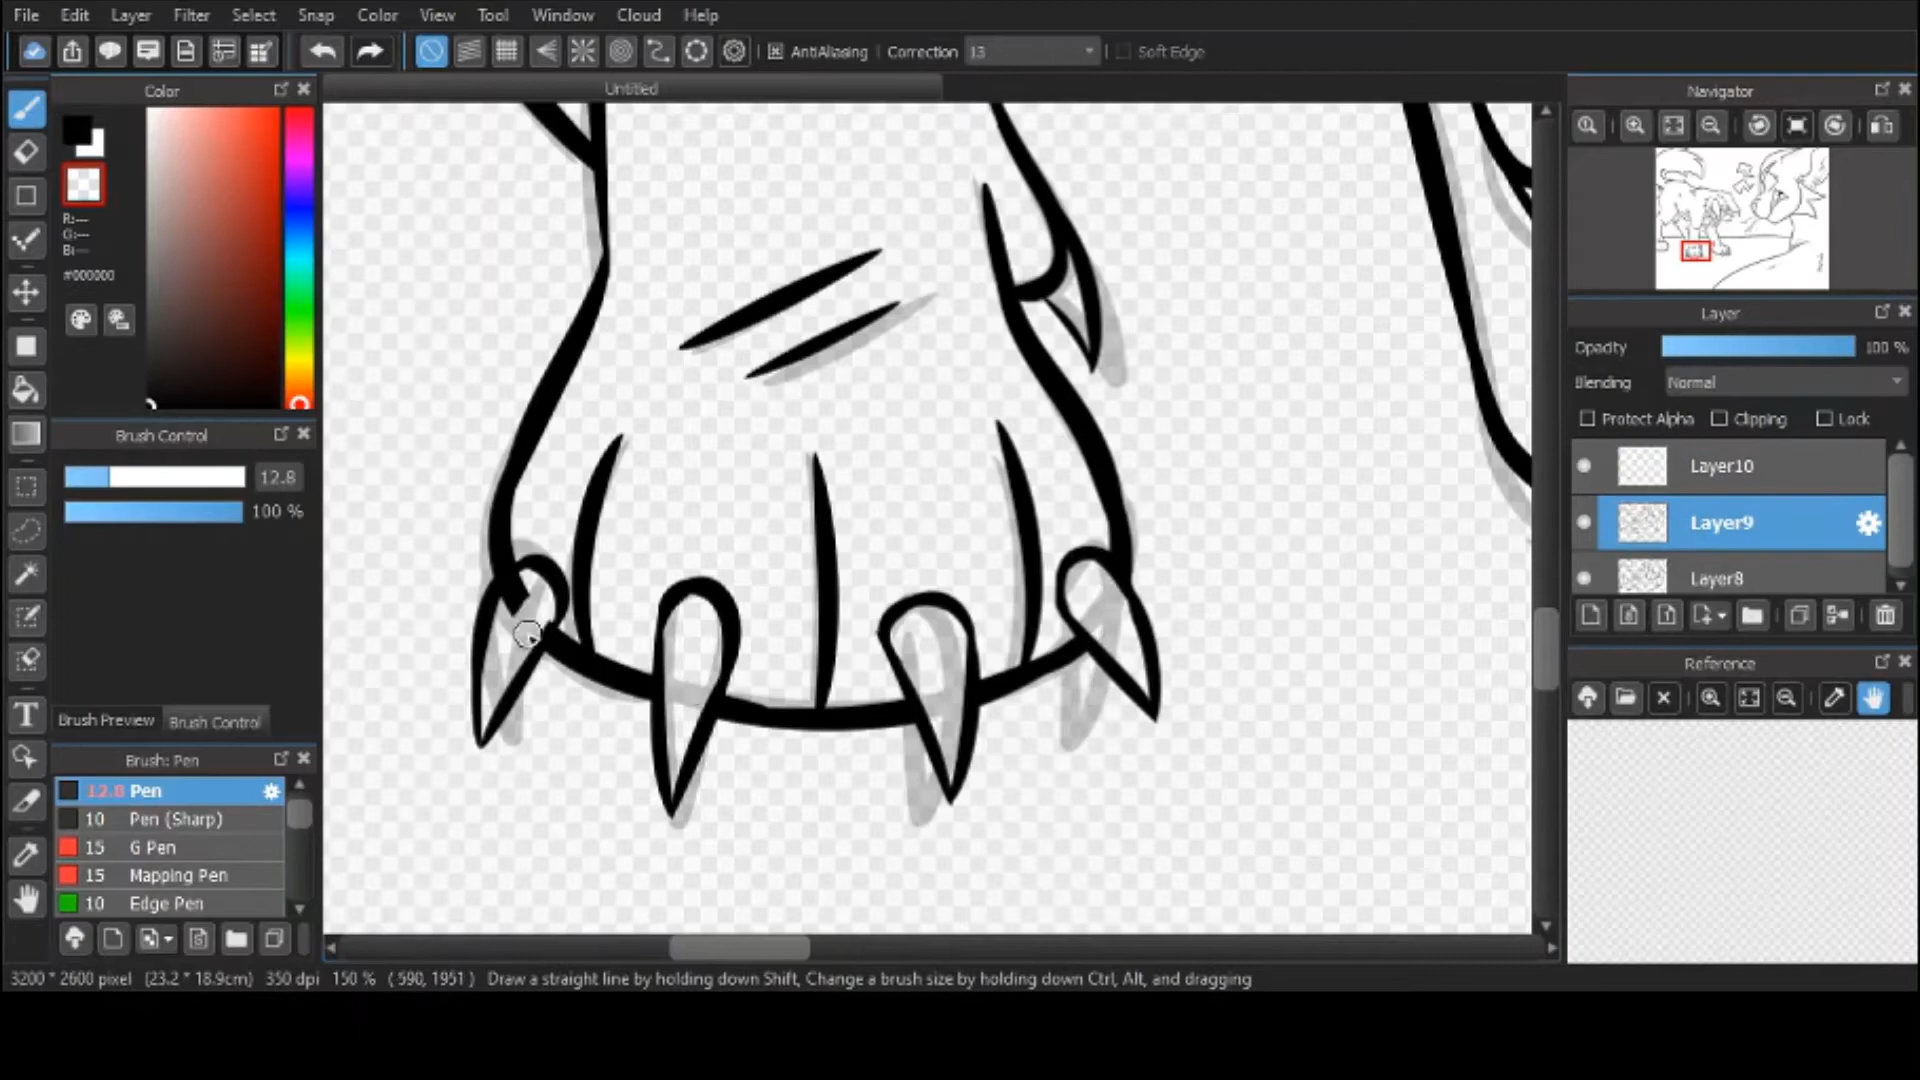 File Edit Layer Filter Select Snap Color View Tool Window Cloud Help
AntiAliasing Correction 13 Soft Edge
Color
Untitled
Navigator
R:---
G:---
B:---
#000000
Layer
Opacity 100 %
Blending Normal
Protect Alpha Clipping Lock
Brush Control
12.8
100 %
Layer10
Layer9
Layer8
Reference
Brush Preview Brush Control
Brush: Pen
12.8 Pen
10 Pen (Sharp)
15 G Pen
15 Mapping Pen
10 Edge Pen
3200 * 2600 pixel (23.2 * 18.9cm) 350 dpi 150 % ( 590, 1951 ) Draw a straight line by holding down Shift, Change a brush size by holding down Ctrl, Alt, and dragging